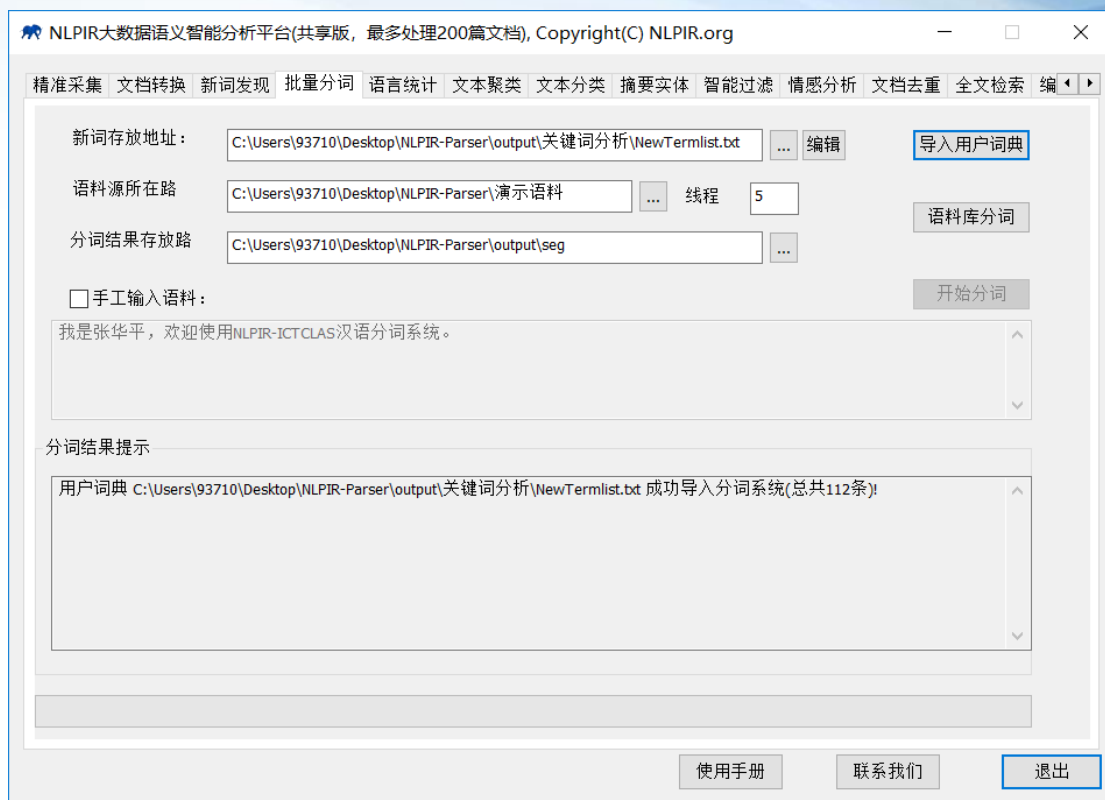 NLPIR大数据语义智能分析平台(共享版，最多处理200篇文档), Copyright(C) NLPIR.org
精准采集 文档转换 新词发现 批量分词 语言统计 文本聚类 文本分类 摘要实体 智能过滤 情感分析 文档去重 全文检索 编
新词存放地址： C:\Users\93710\Desktop\NLPIR-Parser\output\关键词分析\NewTermlist.txt ... 编辑 导入用户词典
语料源所在路 C:\Users\93710\Desktop\NLPIR-Parser\演示语料 ... 线程 5
语料库分词
分词结果存放路 C:\Users\93710\Desktop\NLPIR-Parser\output\seg ...
手工输入语料： 开始分词
我是张华平，欢迎使用NLPIR-ICTCLAS汉语分词系统。
分词结果提示
用户词典 C:\Users\93710\Desktop\NLPIR-Parser\output\关键词分析\NewTermlist.txt 成功导入分词系统(总共112条)!
使用手册 联系我们 退出